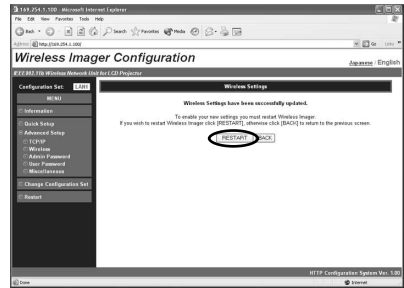 169.254.1.100 - Microsoft Internet Explorer
File Edit View Favorites Tools Help
Back Search Favorites Media
Address http://169.254.1.100/ Go Links
Wireless Imager Configuration
Japanese / English
IEEE802.11b Wireless Network Unit for LCD Projector
Configuration Set: LAN1
MENU
Information
Quick Setup
Advanced Setup
TCP/IP
Wireless
Admin Password
User Password
Miscellaneous
Change Configuration Set
Restart
Wireless Settings
Wireless Settings have been successfully updated.
To enable your new settings you must restart Wireless Imager.
If you wish to restart Wireless Imager click [RESTART], otherwise click [BACK] to return to the previous screen.
RESTART BACK
HTTP Configuration System Ver. 1.00
Done Internet